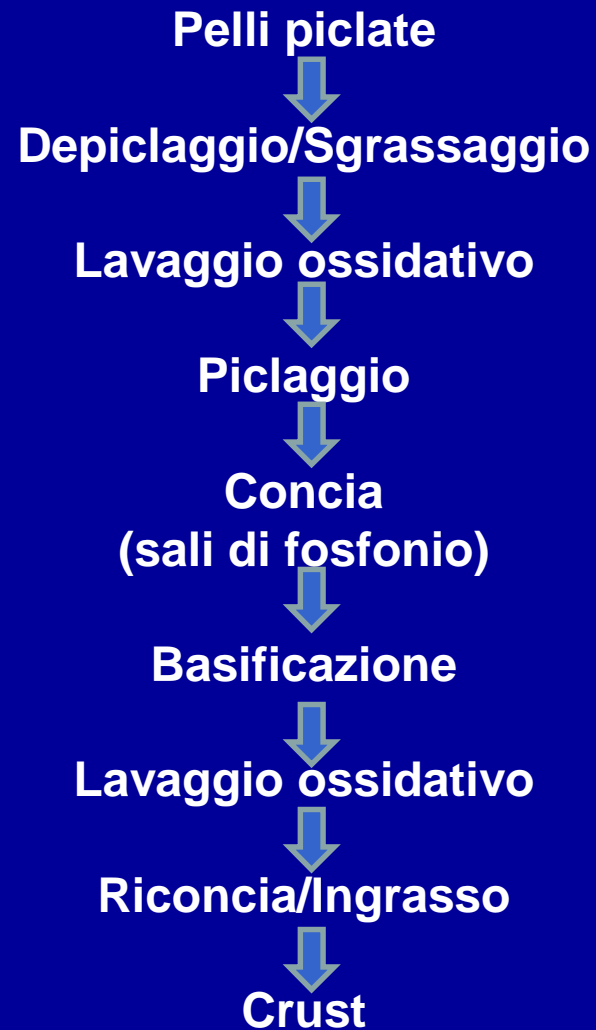 Pelli piclate
Depiclaggio/Sgrassaggio
Lavaggio ossidativo
Piclaggio
Concia
(sali di fosfonio)
Basificazione
Lavaggio ossidativo
Riconcia/Ingrasso
Crust